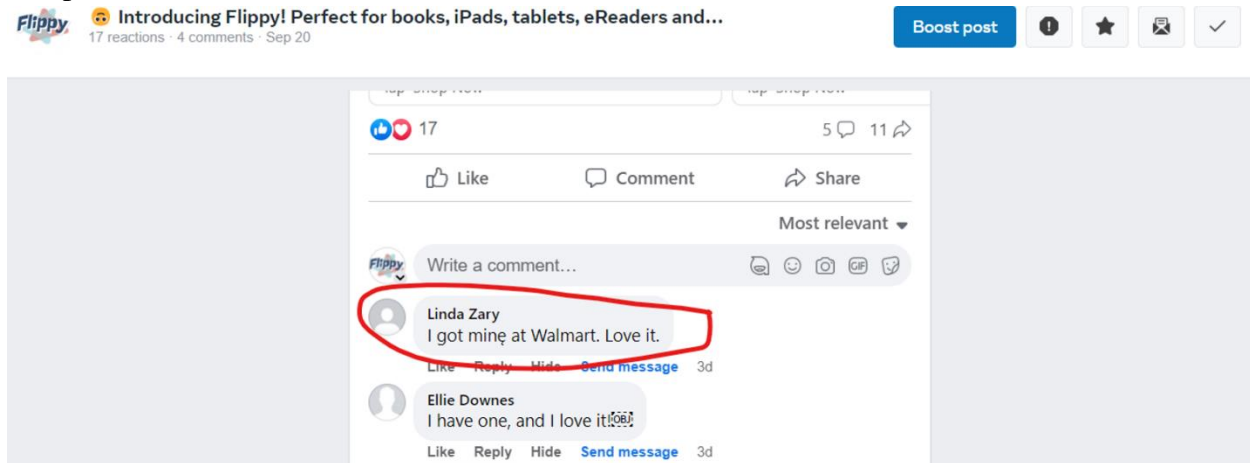 Flippy
🙃 Introducing Flippy! Perfect for books, iPads, tablets, eReaders and...
17 reactions · 4 comments · Sep 20
Boost post
17
5
11
Like
Comment
Share
Most relevant
Flippy
Write a comment...
GIF
Linda Zary
I got minę at Walmart. Love it.
Like Reply Hide Send message 3d
Ellie Downes
I have one, and I love it!￼
Like Reply Hide Send message 3d